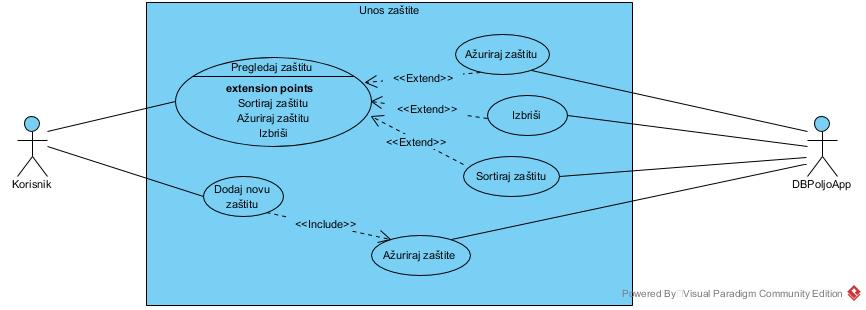 Unos zaštite
Pregledaj zaštitu
extension points
Sortiraj zaštitu
Ažuriraj zaštitu
Izbriši
Ažuriraj zaštitu
<<Extend>>
<<Extend>>
Izbriši
<<Extend>>
Sortiraj zaštitu
Korisnik
DBPoljoApp
Dodaj novu
zaštitu
<<Include>>
Ažuriraj zaštite
Powered By Visual Paradigm Community Edition